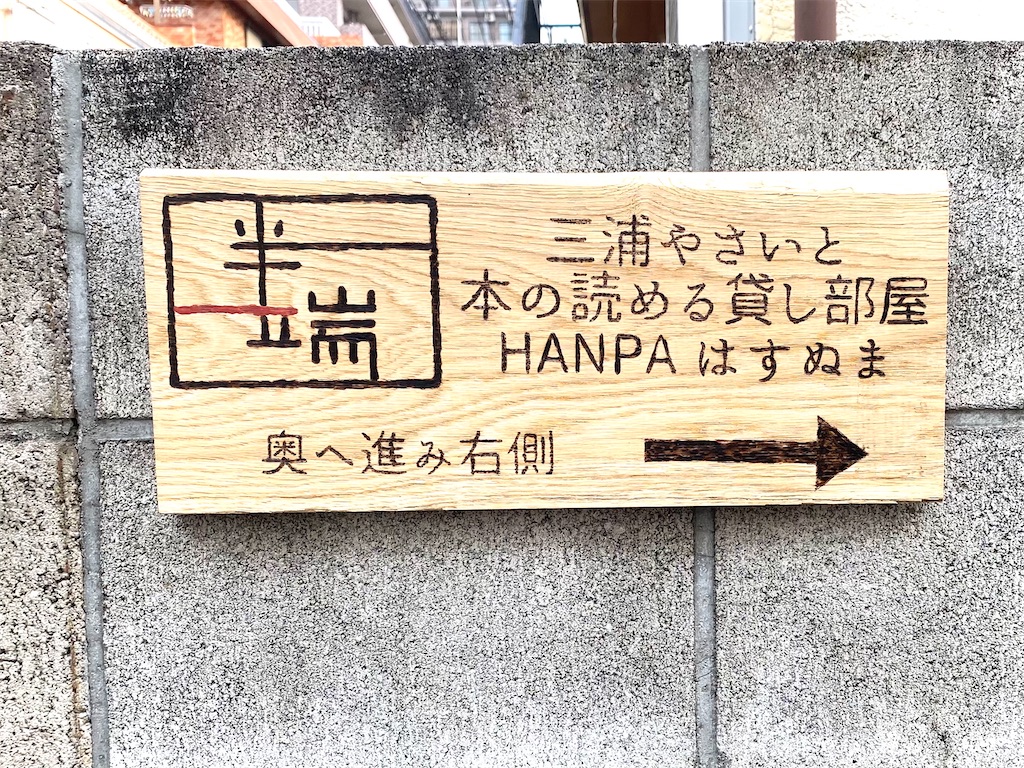 半端
三浦やさいと
本の読める貸し部屋
HANPA はすぬま
奥へ進み右側